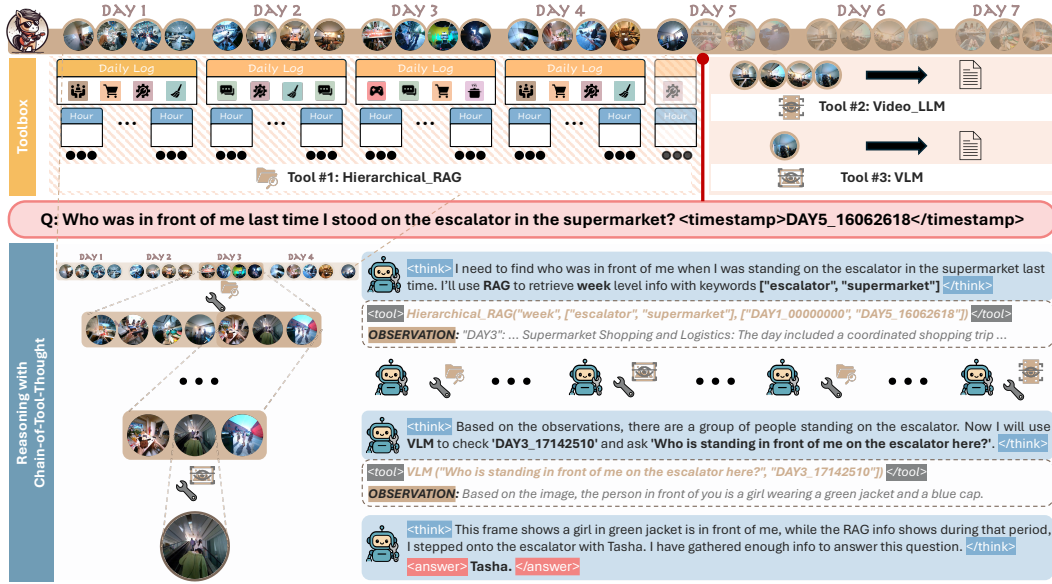 DAY 1 DAY 2 DAY 3 DAY 4 DAY 5 DAY 6 DAY 7
Toolbox
Daily Log Daily Log Daily Log Daily Log
Hour ... Hour Hour ... Hour Hour ... Hour Hour ... Hour Hour
Tool #1: Hierarchical_RAG
Tool #2: Video_LLM
Tool #3: VLM
Q: Who was in front of me last time I stood on the escalator in the supermarket? <timestamp>DAY5_16062618</timestamp>
Reasoning with
Chain-of-Tool-Thought
DAY 1 DAY 2 DAY 3 DAY 4
<think> I need to find who was in front of me when I was standing on the escalator in the supermarket last
time. I'll use RAG to retrieve week level info with keywords ["escalator", "supermarket"] </think>
<tool> Hierarchical_RAG("week", ["escalator", "supermarket"], ["DAY1_00000000", "DAY5_16062618"]) </tool>
OBSERVATION: "DAY3": ... Supermarket Shopping and Logistics: The day included a coordinated shopping trip ...
<think> Based on the observations, there are a group of people standing on the escalator. Now I will use
VLM to check 'DAY3_17142510' and ask 'Who is standing in front of me on the escalator here?'. </think>
<tool> VLM ("Who is standing in front of me on the escalator here?", "DAY3_17142510"]) </tool>
OBSERVATION: Based on the image, the person in front of you is a girl wearing a green jacket and a blue cap.
<think> This frame shows a girl in green jacket is in front of me, while the RAG info shows during that period,
I stepped onto the escalator with Tasha. I have gathered enough info to answer this question. </think>
<answer> Tasha. </answer>